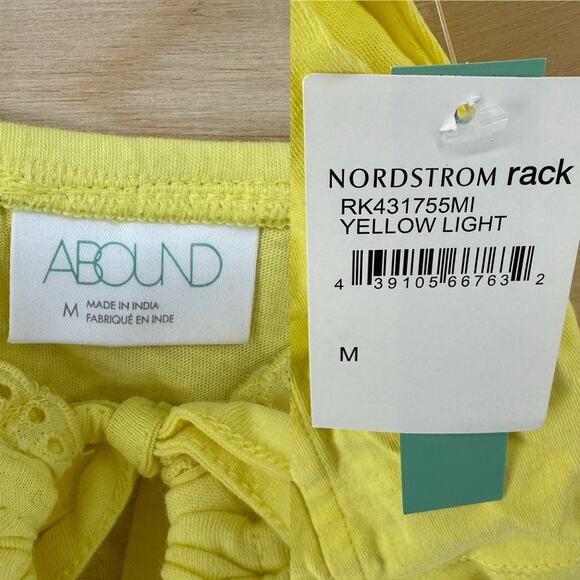 ABOUND
M MADE IN INDIA
FABRIQUÉ EN INDE
NORDSTROM rack
RK431755MI
YELLOW LIGHT
4 39105 66763 2
M